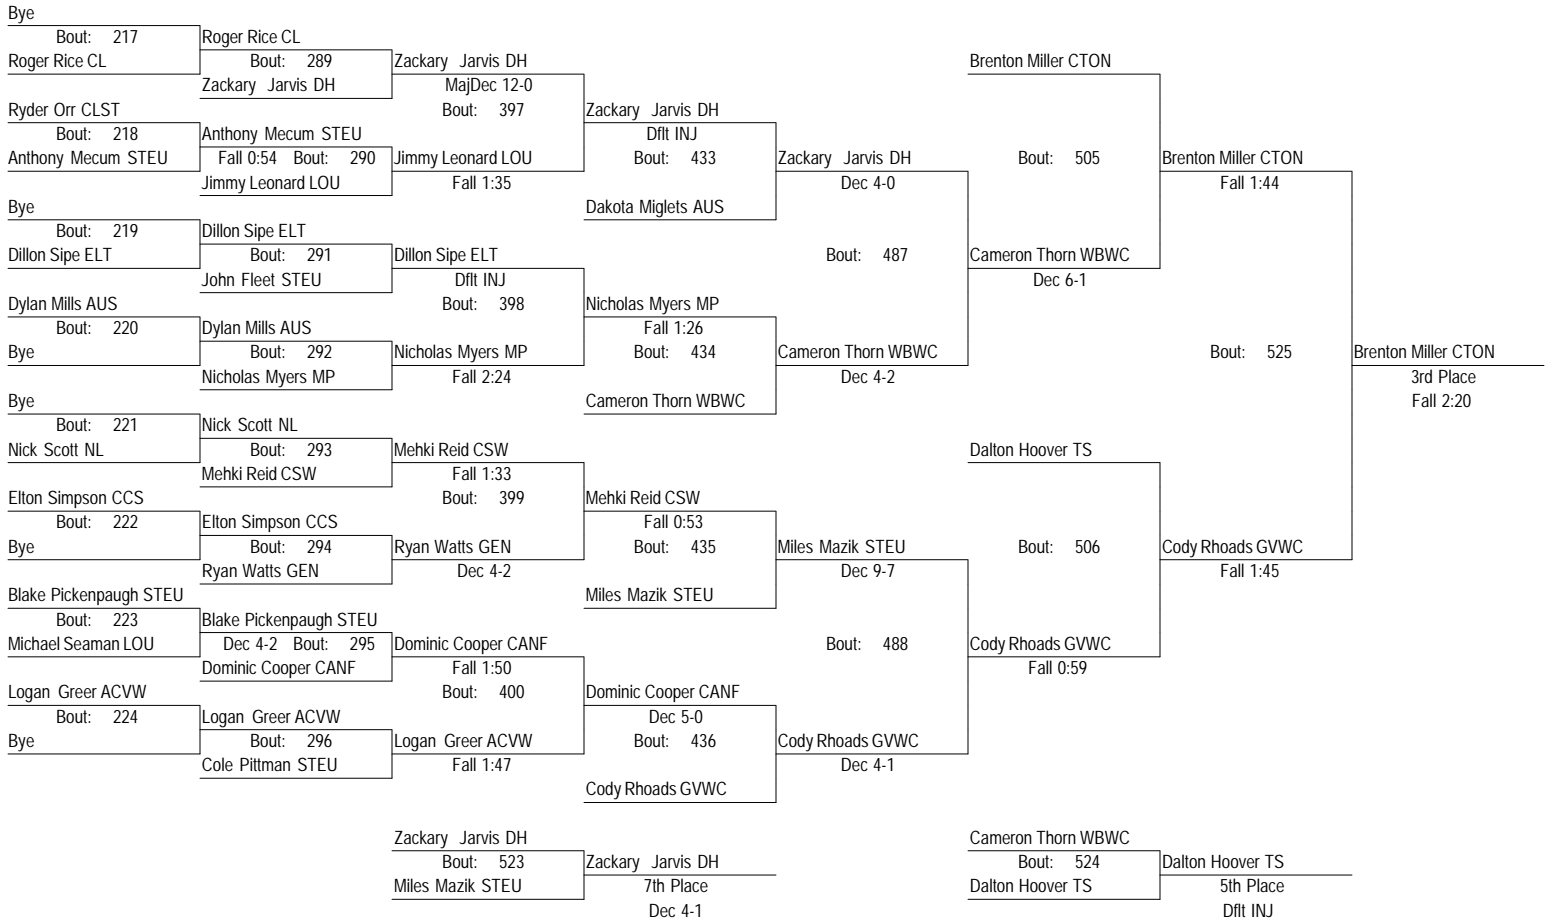 Bye
Bout: 217 Roger Rice CL
Roger Rice CL Bout: 289 Zackary Jarvis DH Brenton Miller CTON
Zackary Jarvis DH MajDec 12-0
Ryder Orr CLST Bout: 397 Zackary Jarvis DH
Bout: 218 Anthony Mecum STEU Dflt INJ
Anthony Mecum STEU Fall 0:54 Bout: 290 Jimmy Leonard LOU Bout: 433 Zackary Jarvis DH Bout: 505 Brenton Miller CTON
Jimmy Leonard LOU Fall 1:35 Dec 4-0 Fall 1:44
Bye Dakota Miglets AUS
Bout: 219 Dillon Sipe ELT
Dillon Sipe ELT Bout: 291 Dillon Sipe ELT Bout: 487 Cameron Thorn WBWC
John Fleet STEU Dflt INJ Dec 6-1
Dylan Mills AUS Bout: 398 Nicholas Myers MP
Bout: 220 Dylan Mills AUS Fall 1:26
Bye Bout: 292 Nicholas Myers MP Bout: 434 Cameron Thorn WBWC Bout: 525 Brenton Miller CTON
Nicholas Myers MP Fall 2:24 Dec 4-2 3rd Place
Bye Cameron Thorn WBWC Fall 2:20
Bout: 221 Nick Scott NL
Nick Scott NL Bout: 293 Mehki Reid CSW Dalton Hoover TS
Mehki Reid CSW Fall 1:33
Elton Simpson CCS Bout: 399 Mehki Reid CSW
Bout: 222 Elton Simpson CCS Fall 0:53
Bye Bout: 294 Ryan Watts GEN Bout: 435 Miles Mazik STEU Bout: 506 Cody Rhoads GVWC
Ryan Watts GEN Dec 4-2 Dec 9-7 Fall 1:45
Blake Pickenpaugh STEU Miles Mazik STEU
Bout: 223 Blake Pickenpaugh STEU
Michael Seaman LOU Dec 4-2 Bout: 295 Dominic Cooper CANF Bout: 488 Cody Rhoads GVWC
Dominic Cooper CANF Fall 1:50 Fall 0:59
Logan Greer ACVW Bout: 400 Dominic Cooper CANF
Bout: 224 Logan Greer ACVW Dec 5-0
Bye Bout: 296 Logan Greer ACVW Bout: 436 Cody Rhoads GVWC
Cole Pittman STEU Fall 1:47 Dec 4-1
Cody Rhoads GVWC
Zackary Jarvis DH Cameron Thorn WBWC
Bout: 523 Zackary Jarvis DH Bout: 524 Dalton Hoover TS
Miles Mazik STEU 7th Place Dalton Hoover TS 5th Place
Dec 4-1 Dflt INJ